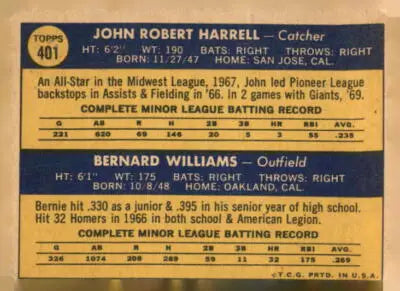 TOPPS
401
JOHN ROBERT HARRELL – Catcher
HT: 6'2" WT: 190 BATS: RIGHT THROWS: RIGHT
BORN: 11/27/47 HOME: SAN JOSE, CAL.
An All-Star in the Midwest League, 1967, John led Pioneer League
backstops in Assists & Fielding in '66. In 2 games with Giants, '69.
COMPLETE MINOR LEAGUE BATTING RECORD
G AB R H 2B 3B HR RBI AVG.
221 620 69 146 20 5 3 55 .235
BERNARD WILLIAMS – Outfield
HT: 6'1" WT: 175 BATS: RIGHT THROWS: RIGHT
BORN: 10/8/48 HOME: OAKLAND, CAL.
Bernie hit .330 as a junior & .395 in his senior year of high school.
Hit 32 Homers in 1966 in both school & American Legion.
COMPLETE MINOR LEAGUE BATTING RECORD
G AB R H 2B 3B HR RBI AVG.
326 1074 208 289 59 11 32 175 .269
©T.C.G. PRTD. IN U.S.A.